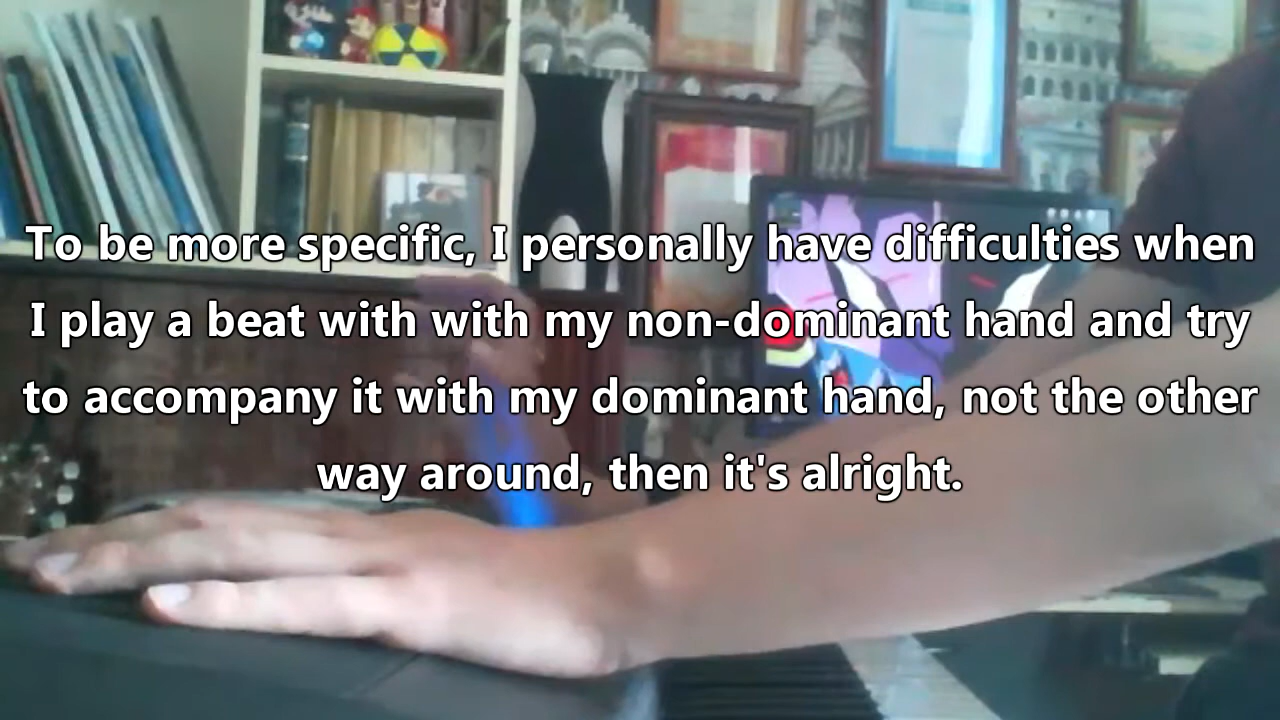 To be more specific, I personally have difficulties when
I play a beat with with my non-dominant hand and try
to accompany it with my dominant hand, not the other
way around, then it's alright.